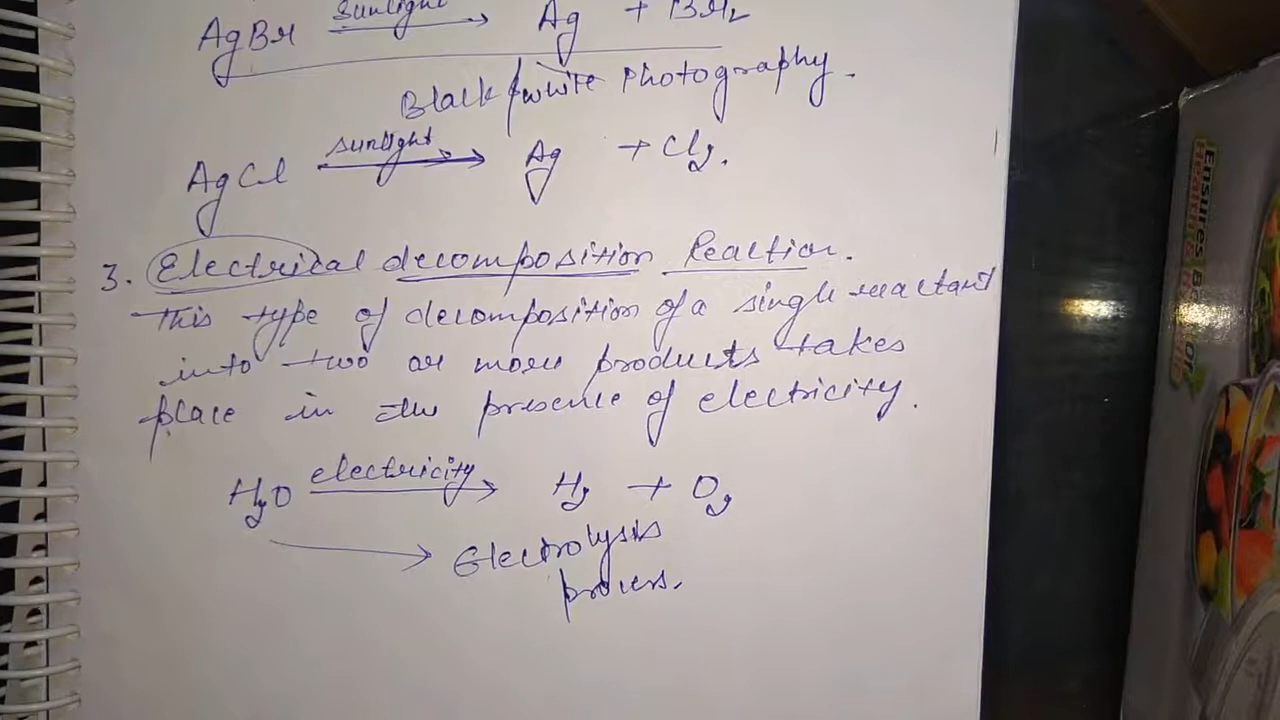 AgBr sunlight → Ag + Br₂
Black/white Photography.
AgCl sunlight → Ag + Cl₂.
3. Electrical decomposition Reaction.
This type of decomposition of a single reactant
into two or more products takes
place in the presence of electricity.
H₂O electricity → H₂ + O₂
→ Electrolysis
process.
Ensures